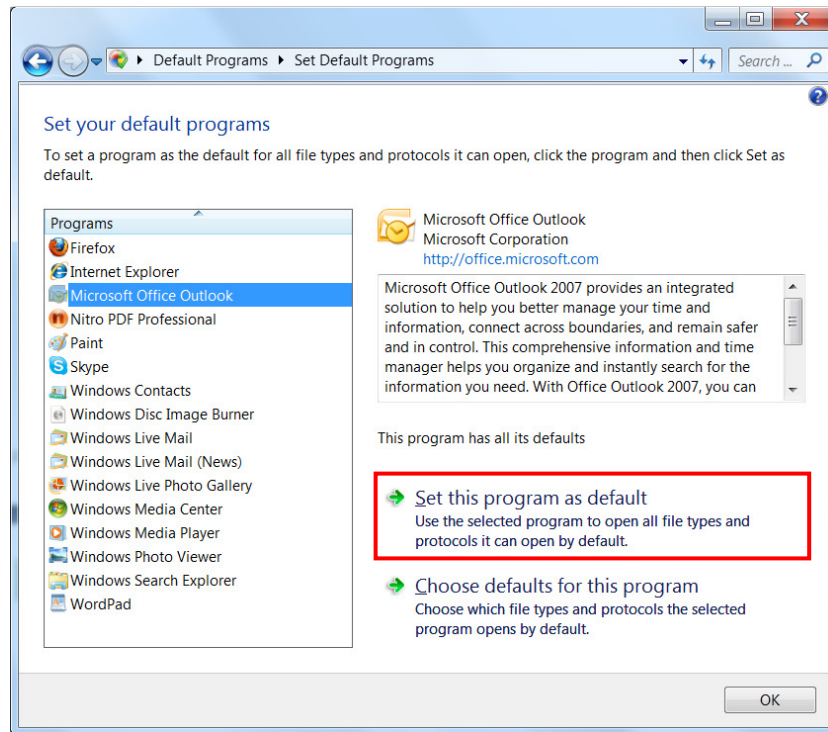 Default Programs
Set Default Programs
Search ...
Set your default programs
To set a program as the default for all file types and protocols it can open, click the program and then click Set as
default.
Programs
Firefox
Internet Explorer
Microsoft Office Outlook
Nitro PDF Professional
Paint
Skype
Windows Contacts
Windows Disc Image Burner
Windows Live Mail
Windows Live Mail (News)
Windows Live Photo Gallery
Windows Media Center
Windows Media Player
Windows Photo Viewer
Windows Search Explorer
WordPad
Microsoft Office Outlook
Microsoft Corporation
http://office.microsoft.com
Microsoft Office Outlook 2007 provides an integrated
solution to help you better manage your time and
information, connect across boundaries, and remain safer
and in control. This comprehensive information and time
manager helps you organize and instantly search for the
information you need. With Office Outlook 2007, you can
This program has all its defaults
Set this program as default
Use the selected program to open all file types and
protocols it can open by default.
Choose defaults for this program
Choose which file types and protocols the selected
program opens by default.
OK